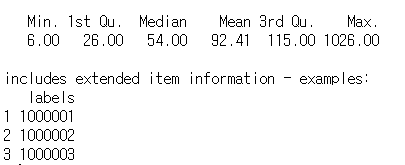 Min. 1st Qu. Median Mean 3rd Qu. Max.
6.00 26.00 54.00 92.41 115.00 1026.00
includes extended item information - examples:
labels
1 1000001
2 1000002
3 1000003